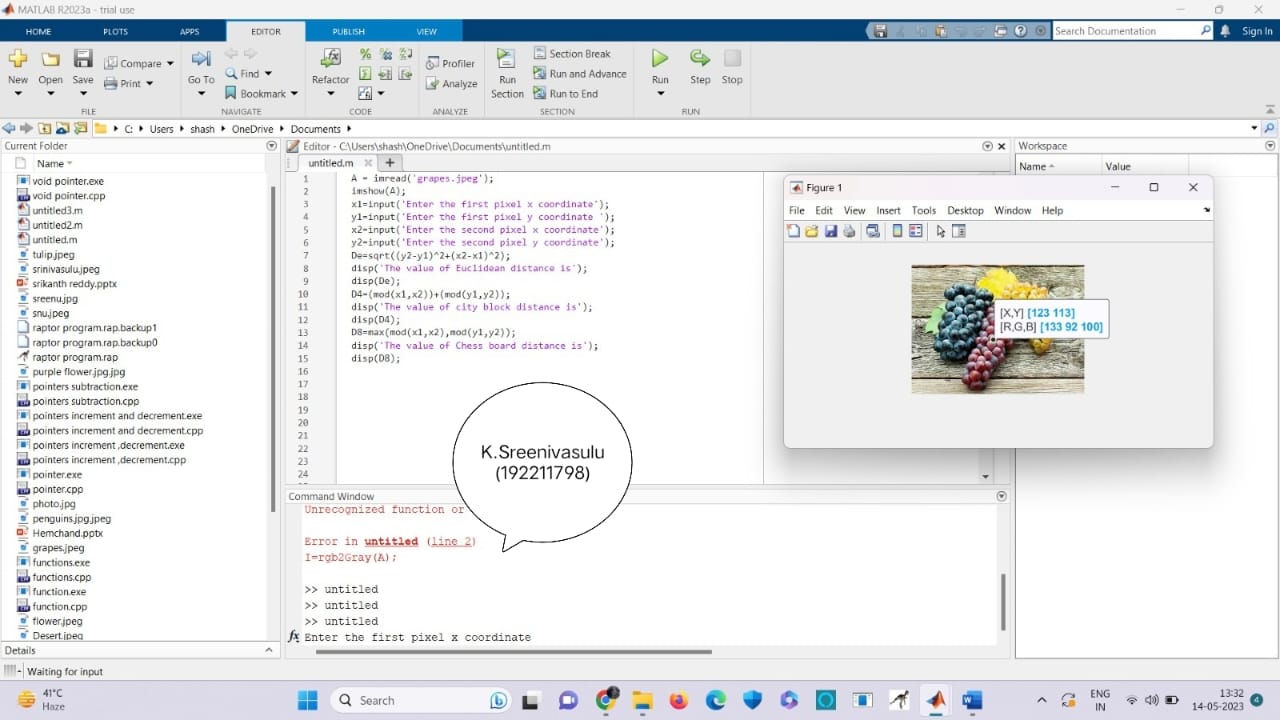 MATLAB R2023a - trial use
HOME PLOTS APPS EDITOR PUBLISH VIEW Search Documentation Sign In
New Open Save Compare Print Go To Find Bookmark Refactor Profiler Analyze Run Section Section Break Run and Advance Run to End Run Step Stop
FILE NAVIGATE CODE ANALYZE SECTION RUN
C: Users shash OneDrive Documents
Current Folder
Name
void pointer.exe
void pointer.cpp
untitled3.m
untitled2.m
untitled.m
tulip.jpeg
srinivasulu.jpeg
srikanth reddy.pptx
sreenu.jpg
snu.jpeg
raptor program.rap.backup1
raptor program.rap.backup0
raptor program.rap
purple flower.jpg.jpg
pointers subtraction.exe
pointers subtraction.cpp
pointers increment and decrement.exe
pointers increment and decrement.cpp
pointers increment ,decrement.exe
pointers increment ,decrement.cpp
pointer.exe
pointer.cpp
photo.jpg
penguins.jpg.jpeg
Hemchand.pptx
grapes.jpeg
functions.exe
functions.cpp
function.exe
function.cpp
flower.jpeg
Desert.jpeg
Details
Editor - C:\Users\shash\OneDrive\Documents\untitled.m
untitled.m
1 A = imread('grapes.jpeg');
2 imshow(A);
3 x1=input('Enter the first pixel x coordinate');
4 y1=input('Enter the first pixel y coordinate ');
5 x2=input('Enter the second pixel x coordinate');
6 y2=input('Enter the second pixel y coordinate');
7 De=sqrt((y2-y1)^2+(x2-x1)^2);
8 disp('The value of Euclidean distance is');
9 disp(De);
10 D4=(mod(x1,x2))+(mod(y1,y2));
11 disp('The value of city block distance is');
12 disp(D4);
13 D8=max(mod(x1,x2),mod(y1,y2));
14 disp('The value of Chess board distance is');
15 disp(D8);
16
17
18
19
20
21
22
23
24
K.Sreenivasulu
(192211798)
Command Window
Unrecognized function or
Error in untitled (line 2)
I=rgb2Gray(A);
>> untitled
>> untitled
>> untitled
fx Enter the first pixel x coordinate
Workspace
Name Value
Figure 1
File Edit View Insert Tools Desktop Window Help
[X,Y] [123 113]
[R,G,B] [133 92 100]
Waiting for input
41°C
Haze
Search
ENG
IN
13:32
14-05-2023
4